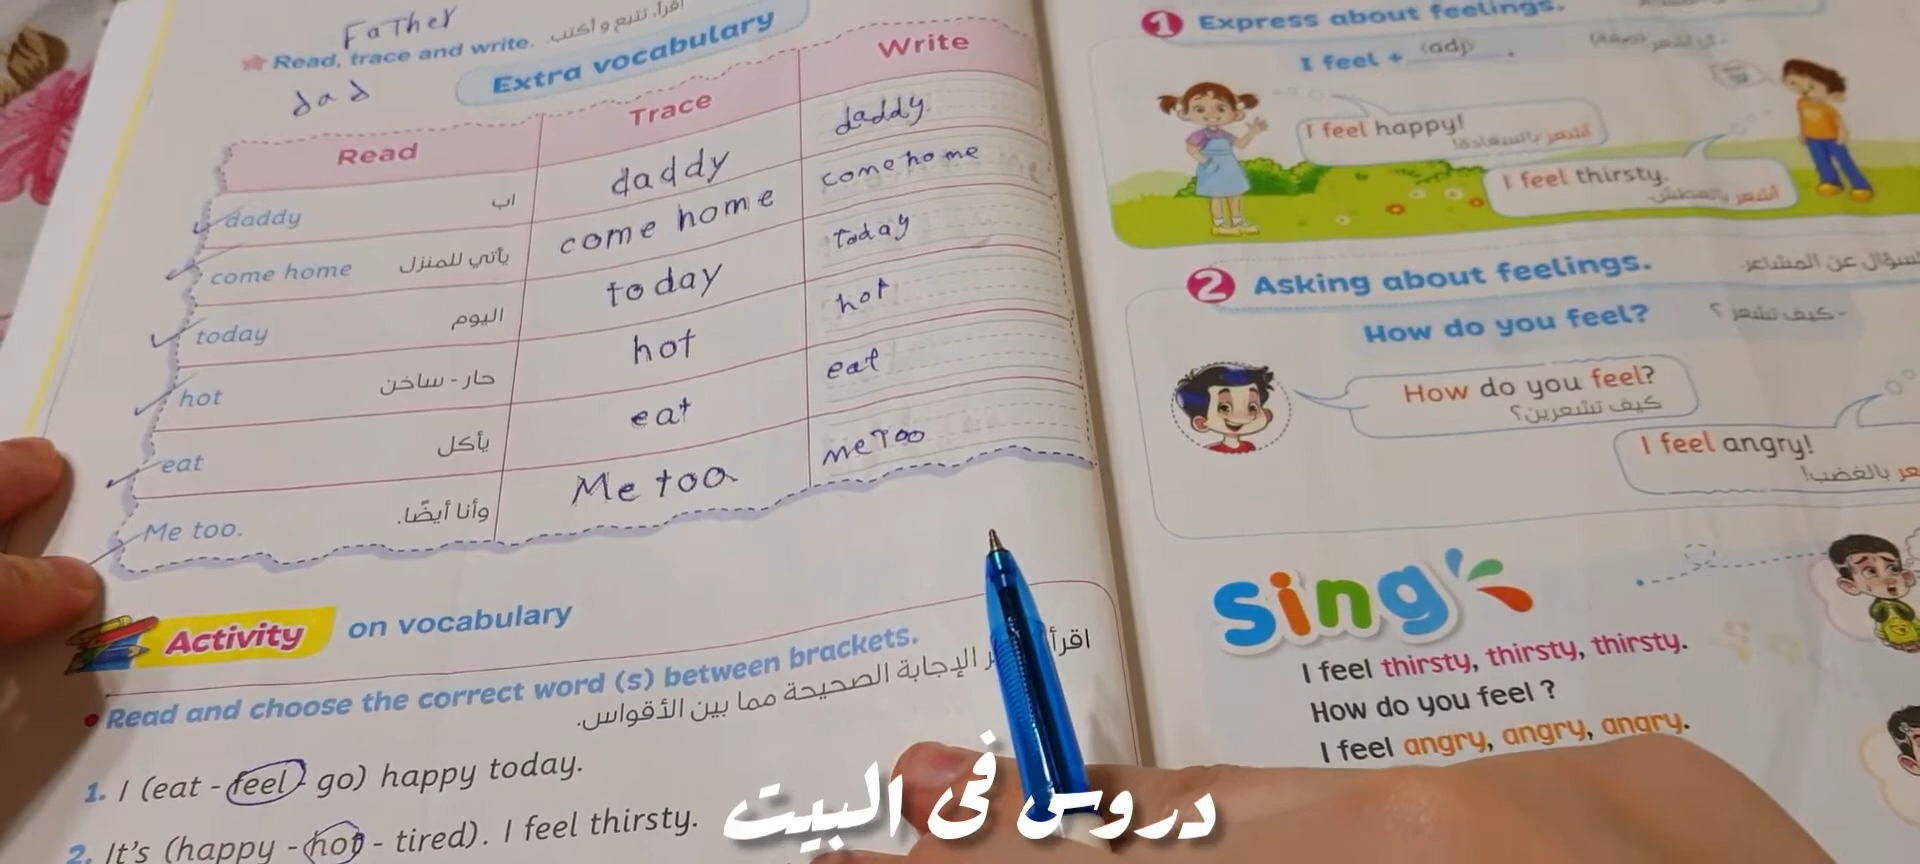 Father
Read, trace and write. اقرأ، تتبع و اكتب.
dad
Extra vocabulary
Read Trace Write
daddy اب daddy daddy
come home يأتي للمنزل come home come home
today اليوم today today
hot حار - ساخن hot hot
eat يأكل eat eat
Me too. وأنا أيضًا. Me too me Too
Activity on vocabulary
Read and choose the correct word (s) between brackets.
اقرأ الإجابة الصحيحة مما بين الأقواس.
1. I (eat - feel - go) happy today.
2. It's (happy - hot - tired). I feel thirsty.
1 Express about feelings.
I feel + (adj) .
I feel happy!
أشعر بالسعادة!
I feel thirsty.
أشعر بالعطش.
2 Asking about feelings.
السؤال عن المشاعر
How do you feel? - كيف تشعر ؟
How do you feel?
كيف تشعرين؟
I feel angry!
بالغضب!
Sing
I feel thirsty, thirsty, thirsty.
How do you feel ?
I feel angry, angry, angry.
دروس فى البيت